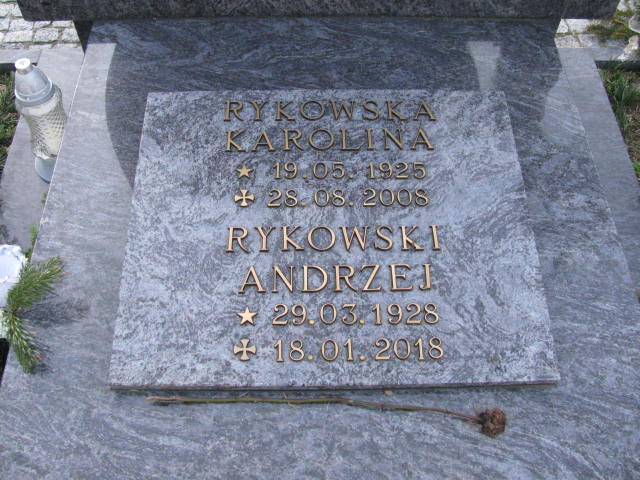 RYKOWSKA
KAROLINA
★ 19.05.1925
✠ 28.08.2008
RYKOWSKI
ANDRZEJ
★ 29.03.1928
✠ 18.01.2018